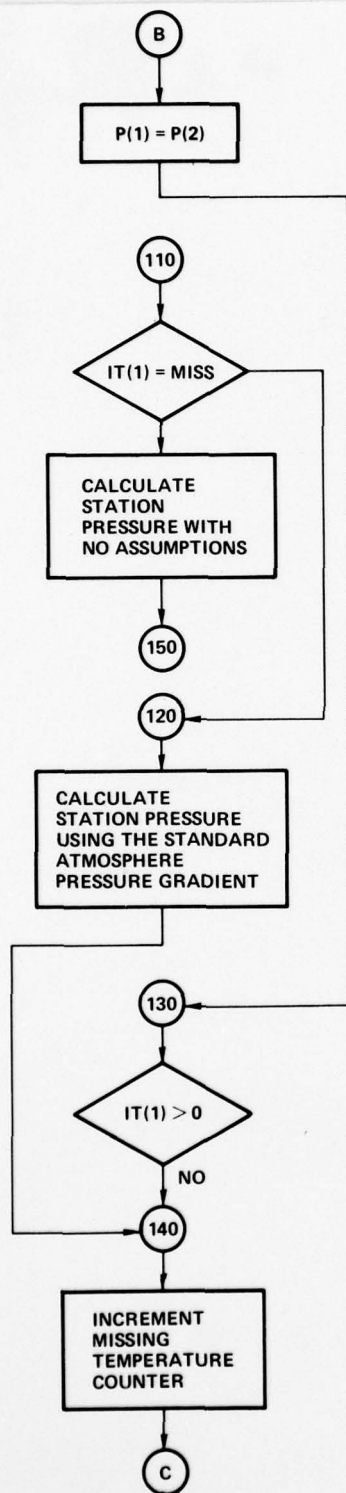 B
P(1) = P(2)
110
IT(1) = MISS
CALCULATE
STATION
PRESSURE WITH
NO ASSUMPTIONS
150
120
CALCULATE
STATION PRESSURE
USING THE STANDARD
ATMOSPHERE
PRESSURE GRADIENT
130
IT(1) > 0
NO
140
INCREMENT
MISSING
TEMPERATURE
COUNTER
C